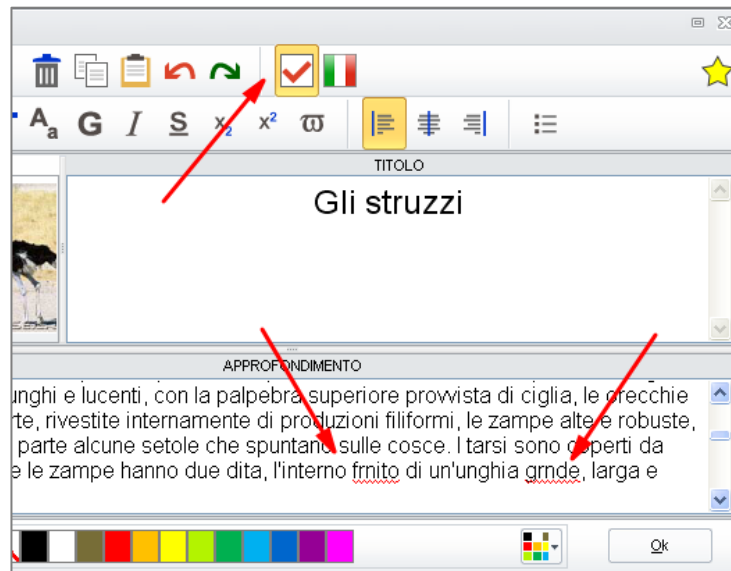 A a G I S x2 x² ϖ
TITOLO
Gli struzzi
APPROFONDIMENTO
unghi e lucenti, con la palpebra superiore provvista di ciglia, le orecchie
rte, rivestite internamente di produzioni filiformi, le zampe alte e robuste,
parte alcune setole che spuntano sulle cosce. I tarsi sono coperti da
e le zampe hanno due dita, l'interno frnito di un'unghia grnde, larga e
Ok